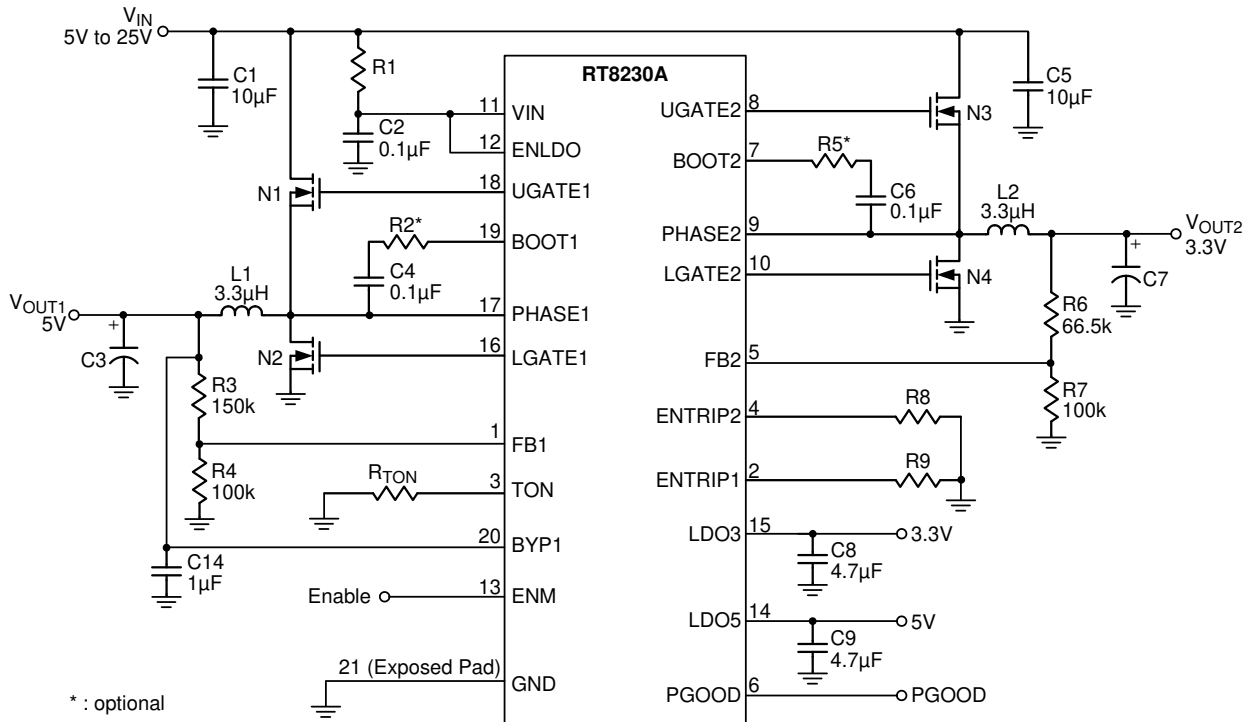 V_IN
5V to 25V
C1
10µF
R1
C2
0.1µF
RT8230A
11
VIN
12
ENLDO
N1
18
UGATE1
R2*
19
BOOT1
C4
0.1µF
L1
3.3µH
V_OUT1
5V
+
C3
17
PHASE1
N2
16
LGATE1
R3
150k
1
FB1
R4
100k
R_TON
3
TON
20
BYP1
C14
1µF
Enable
13
ENM
21 (Exposed Pad)
GND
* : optional
UGATE2
8
N3
C5
10µF
BOOT2
7
R5*
C6
0.1µF
PHASE2
9
L2
3.3µH
V_OUT2
3.3V
+
C7
LGATE2
10
N4
R6
66.5k
FB2
5
R7
100k
ENTRIP2
4
R8
ENTRIP1
2
R9
LDO3
15
3.3V
C8
4.7µF
LDO5
14
5V
C9
4.7µF
PGOOD
6
PGOOD